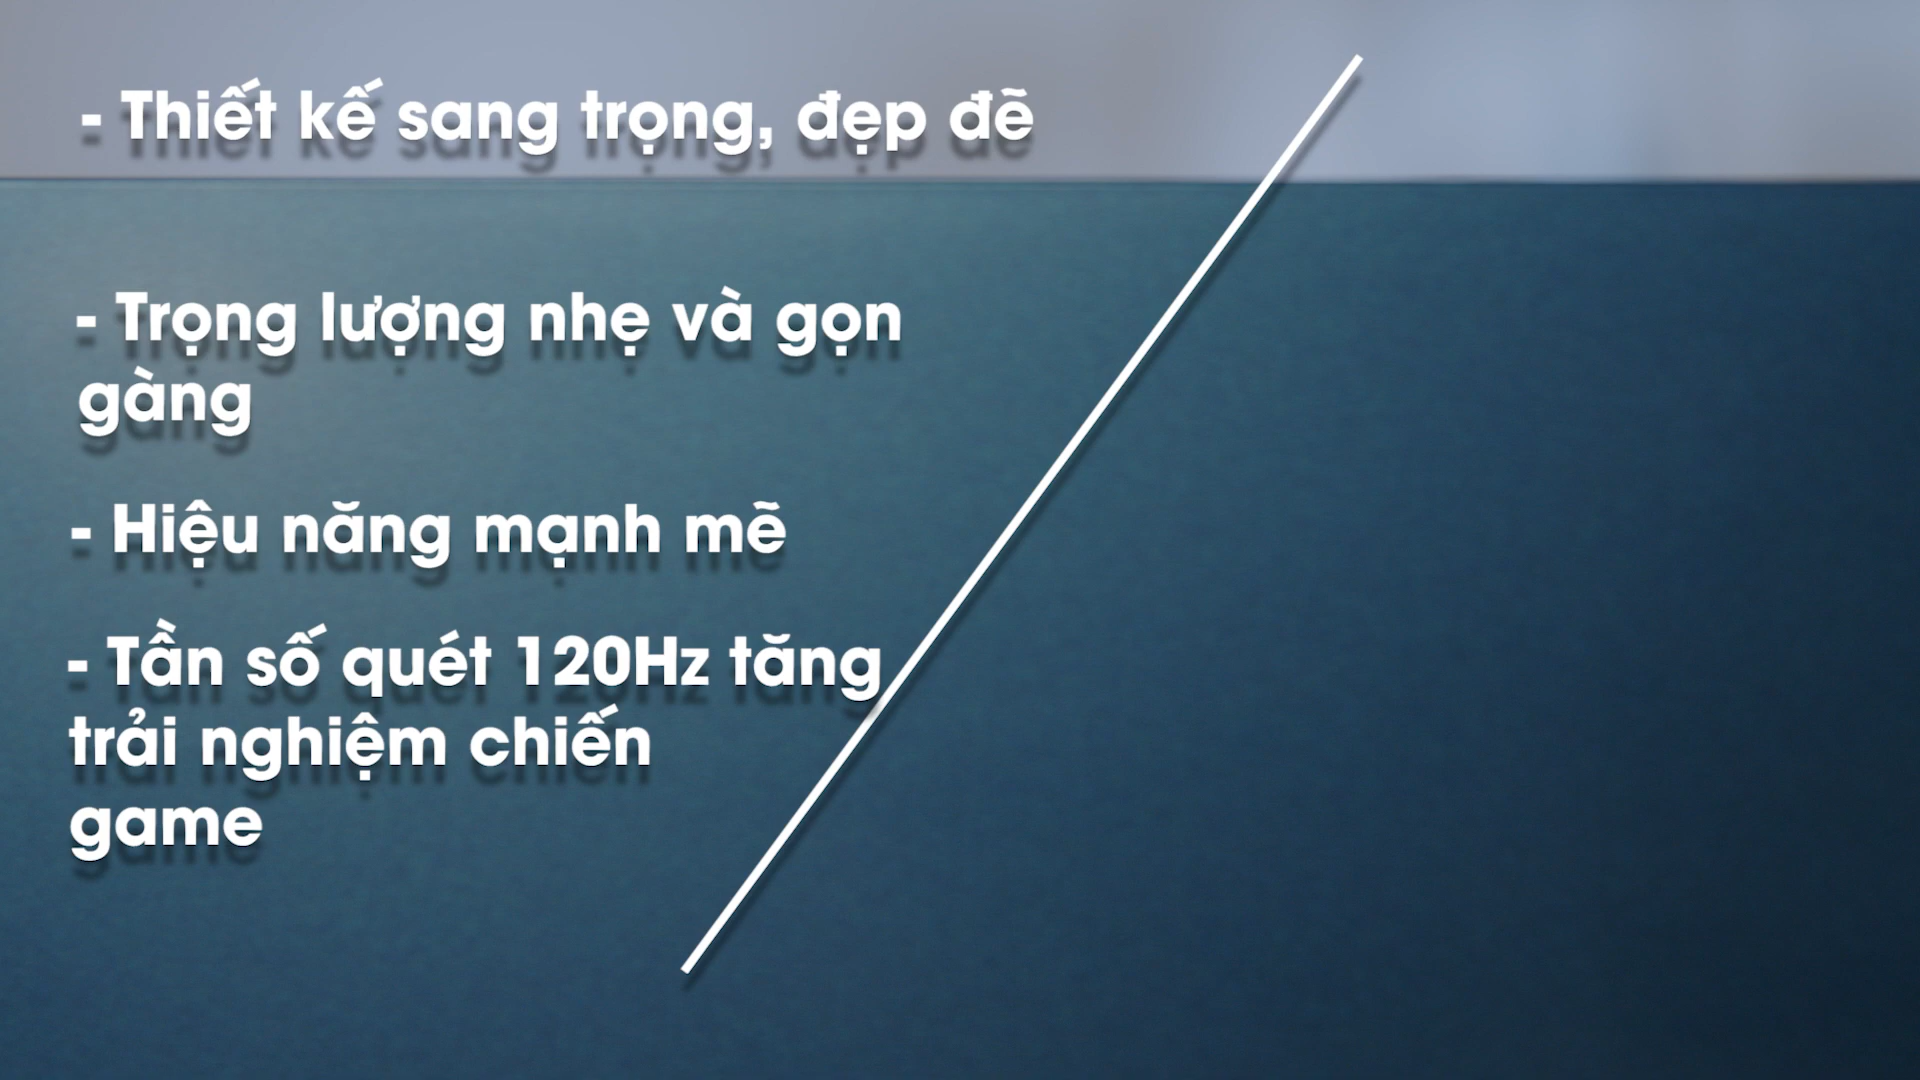 - Thiết kế sang trọng, đẹp đẽ
- Trọng lượng nhẹ và gọn
gàng
- Hiệu năng mạnh mẽ
- Tần số quét 120Hz tăng
trải nghiệm chiến
game